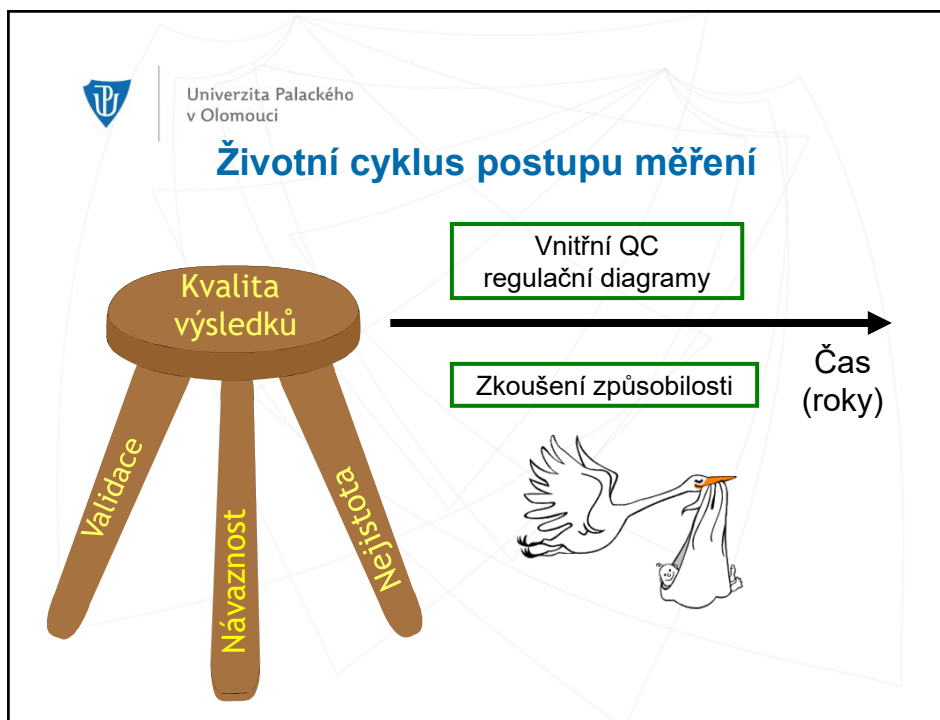 Univerzita Palackého
v Olomouci
Životní cyklus postupu měření
Kvalita
výsledků
Validace
Návaznost
Nejistota
Vnitřní QC
regulační diagramy
Zkoušení způsobilosti
Čas
(roky)